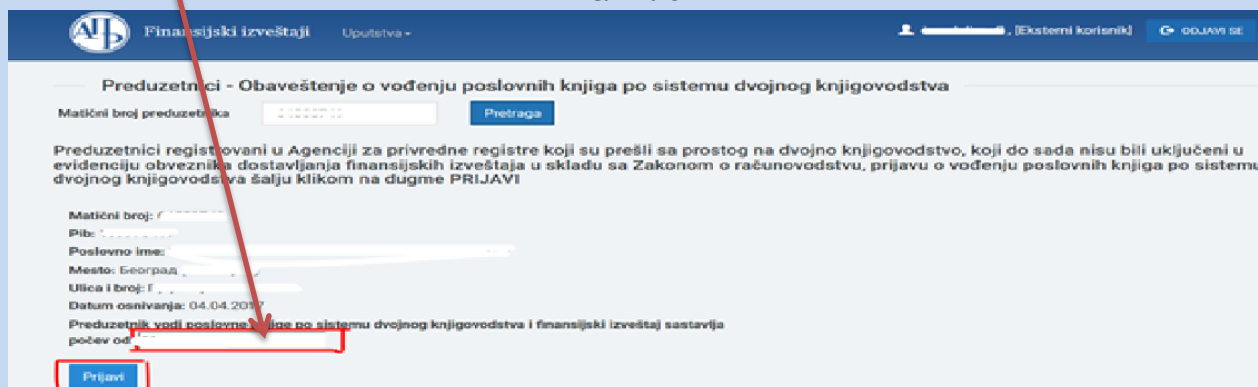 АПР Finansijski izveštaji Uputstva , [Eksterni korisnik] ODJAVI SE
Preduzetnici - Obaveštenje o vođenju poslovnih knjiga po sistemu dvojnog knjigovodstva
Matični broj preduzetnika Pretraga
Preduzetnici registrovani u Agenciji za privredne registre koji su prešli sa prostog na dvojno knjigovodstvo, koji do sada nisu bili uključeni u
evidenciju obveznika dostavljanja finansijskih izveštaja u skladu sa Zakonom o računovodstvu, prijavu o vođenju poslovnih knjiga po sistemu
dvojnog knjigovodstva šalju klikom na dugme PRIJAVI
Matični broj:
Pib:
Poslovno ime:
Mesto: Београд
Ulica i broj:
Datum osnivanja: 04.04.2017
Preduzetnik vodi poslovne knjige po sistemu dvojnog knjigovodstva i finansijski izveštaj sastavlja
počev od
Prijavi